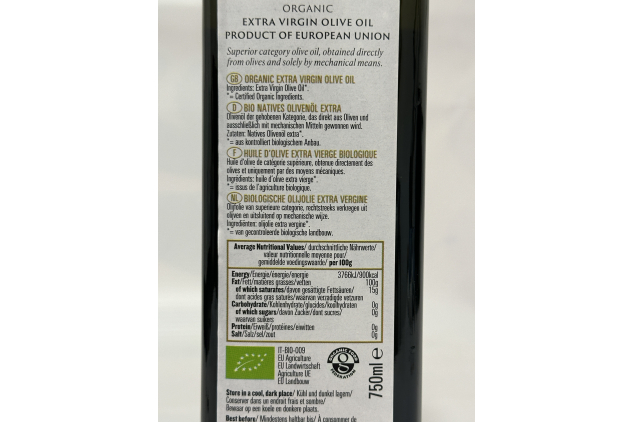 ORGANIC
EXTRA VIRGIN OLIVE OIL
PRODUCT OF EUROPEAN UNION
Superior category olive oil, obtained directly
from olives and solely by mechanical means.
GB ORGANIC EXTRA VIRGIN OLIVE OIL
Ingredients: Extra Virgin Olive Oil*.
*= Certified Organic Ingredients.
D BIO NATIVES OLIVENÖL EXTRA
Olivenöl der gehobenen Kategorie, das direkt aus Oliven und
ausschließlich mit mechanischen Mitteln gewonnen wird.
Zutaten: Natives Olivenöl extra*.
*= aus kontrolliert biologischem Anbau.
F HUILE D'OLIVE EXTRA VIERGE BIOLOGIQUE
Huile d'olive de catégorie supérieure, obtenue directement des
olives et uniquement par des moyens mécaniques.
Ingrédients: huile d'olive extra vierge*.
*= issus de l'agriculture biologique.
NL BIOLOGISCHE OLIJOLIE EXTRA VERGINE
Olijfolie van superieure categorie, rechtstreeks verkregen uit
olijven en uitsluitend op mechanische wijze.
Ingrediënten: olijolie extra vergine*.
*= van gecontroleerde biologische landbouw.
Average Nutritional Values/ durchschnittliche Nährwerte/
valeur nutritionnelle moyenne pour/
gemiddelde voedingswaarde/ per 100g
Energy/Energie/énergie/energie 3766kJ/900kcal
Fat/Fett/matières grasses/vetten 100g
of which saturates/davon gesättigte Fettsäuren/ 15g
dont acides gras saturés/waarvan verzadigde vetzuren
Carbohydrate/Kohlenhydrate/glucides/koolhydraten 0g
of which sugars/davon Zucker/dont sucres/ 0g
waarvan suikers
Protein/Eiweiß/protéines/eiwitten 0g
Salt/Salz/sel/zout 0g
IT-BIO-009
EU Agriculture
EU Landwirtschaft
Agriculture UE
EU Landbouw
ORGANIC FOOD
FEDERATION
750ml e
Store in a cool, dark place/ Kühl und dunkel lagern/
Conserver dans un endroit frais et sombre/
Bewaar op een koele en donkere plaats.
Best before/ Mindestens haltbar bis/ À consommer de